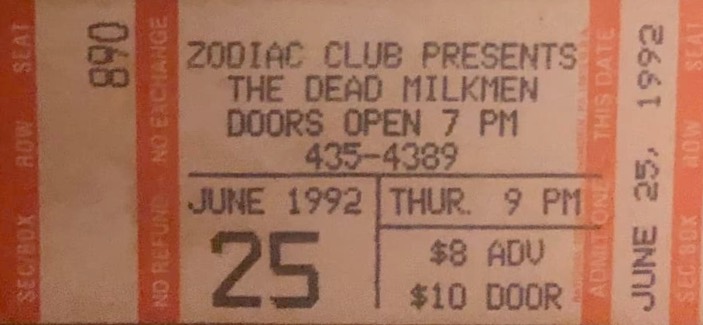 SEC/BOX ROW SEAT
890
NO REFUND - NO EXCHANGE
ZODIAC CLUB PRESENTS
THE DEAD MILKMEN
DOORS OPEN 7 PM
435-4389
JUNE 1992
25
THUR. 9 PM
$8 ADV
$10 DOOR
ADMIT ONE - THIS DATE
JUNE 25, 1992
SEC/BOX ROW SEAT